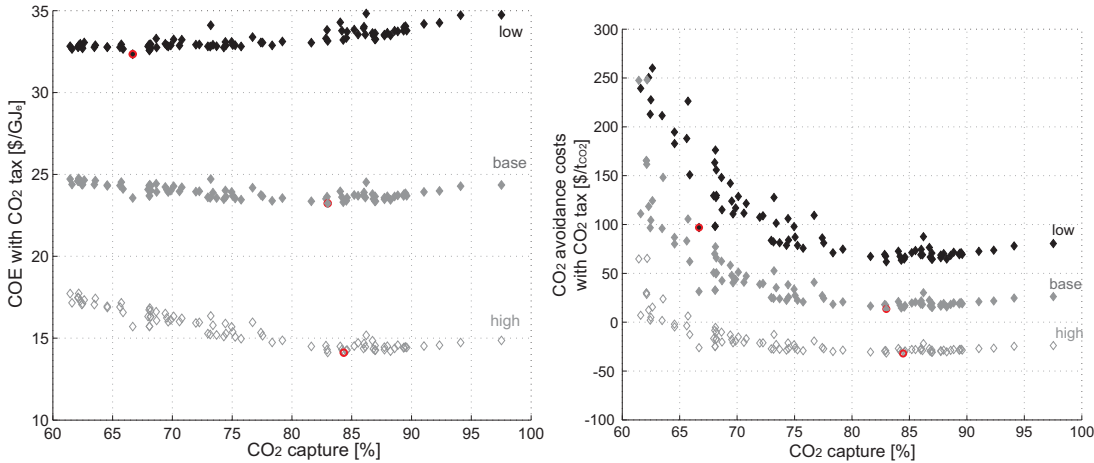 35
30
25
20
15
10
60 65 70 75 80 85 90 95 100
COE with CO2 tax [$/GJe]
CO2 capture [%]
low
base
high
300
250
200
150
100
50
0
-50
-100
60 65 70 75 80 85 90 95 100
CO2 avoidance costs
with CO2 tax [$/tCO2]
CO2 capture [%]
low
base
high